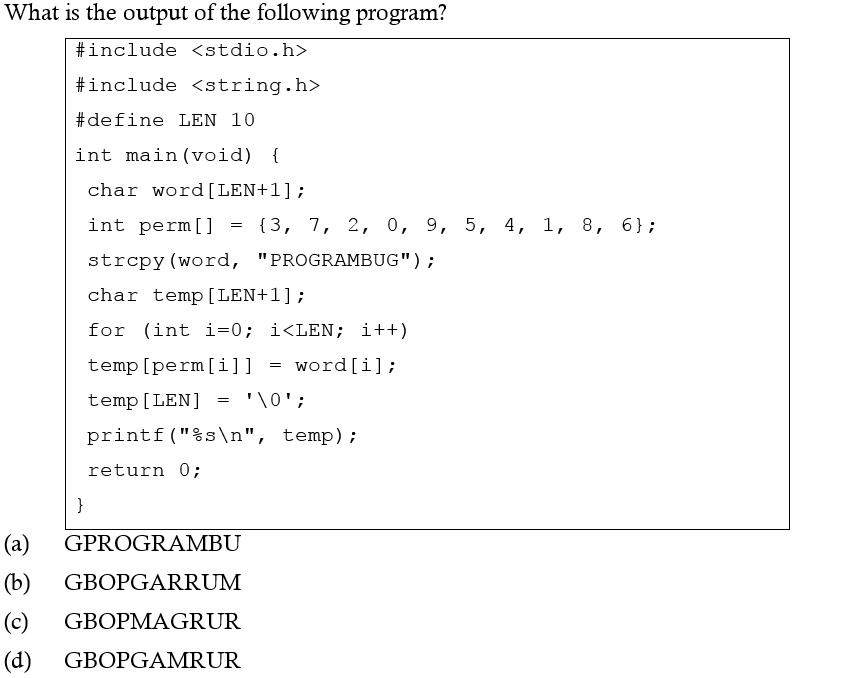 What is the output of the following program?
#include <stdio.h>
#include <string.h>
#define LEN 10
int main(void) {
char word[LEN+1];
int perm[] = {3, 7, 2, 0, 9, 5, 4, 1, 8, 6};
strcpy(word, "PROGRAMBUG");
char temp[LEN+1];
for (int i=0; i<LEN; i++)
temp[perm[i]] = word[i];
temp[LEN] = '\0';
printf("%s\n", temp);
return 0;
}
(a) GPROGRAMBU
(b) GBOPGARRUM
(c) GBOPMAGRUR
(d) GBOPGAMRUR